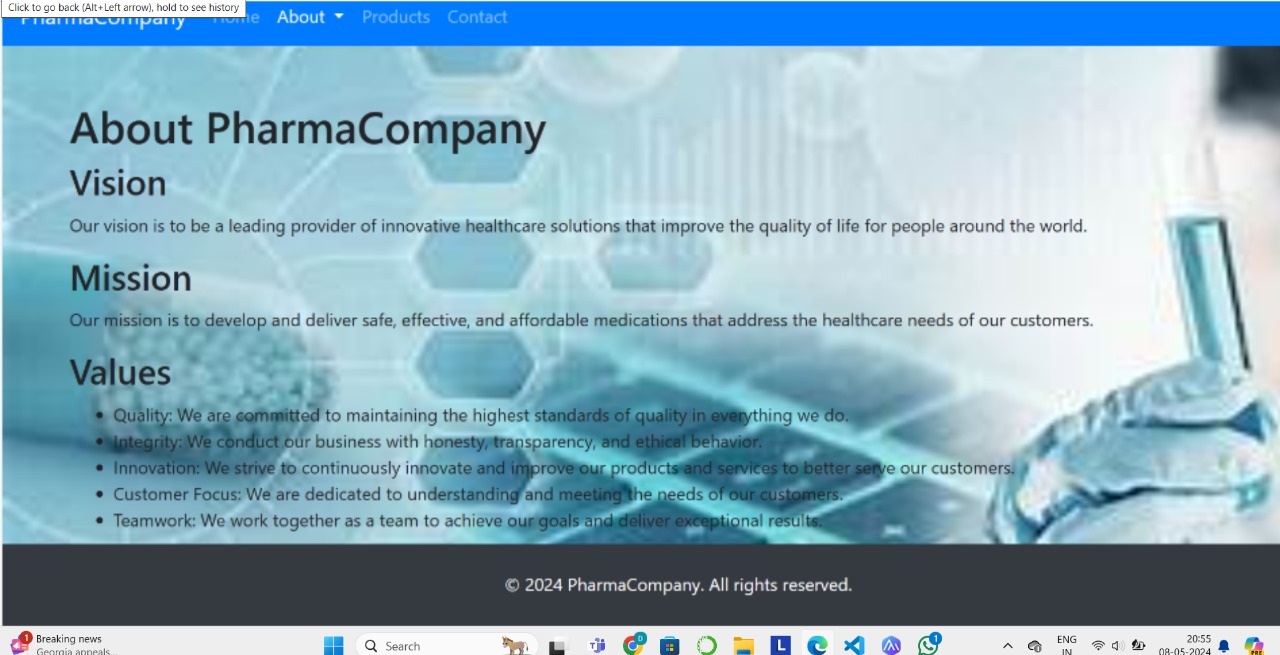 Click to go back (Alt+Left arrow), hold to see history
PharmaCompany Home About Products Contact
About PharmaCompany
Vision
Our vision is to be a leading provider of innovative healthcare solutions that improve the quality of life for people around the world.
Mission
Our mission is to develop and deliver safe, effective, and affordable medications that address the healthcare needs of our customers.
Values
• Quality: We are committed to maintaining the highest standards of quality in everything we do.
• Integrity: We conduct our business with honesty, transparency, and ethical behavior.
• Innovation: We strive to continuously innovate and improve our products and services to better serve our customers.
• Customer Focus: We are dedicated to understanding and meeting the needs of our customers.
• Teamwork: We work together as a team to achieve our goals and deliver exceptional results.
© 2024 PharmaCompany. All rights reserved.
1 Breaking news
Georgia appeals...
Search
D
L
1
ENG
IN
20:55
08-05-2024
PRE